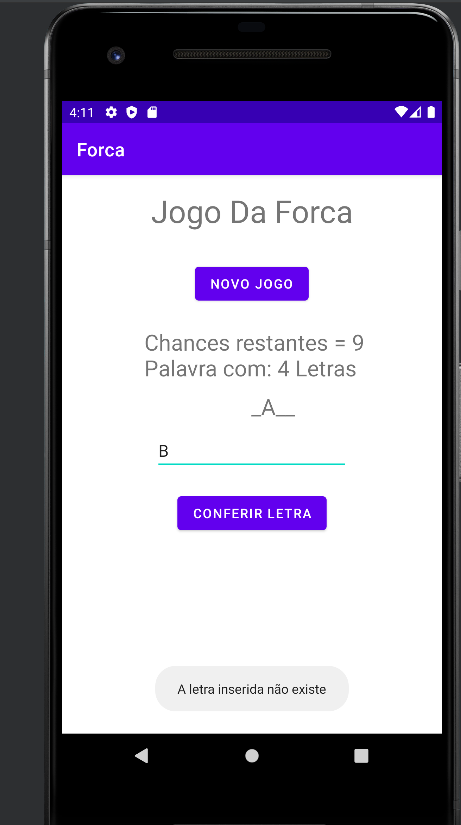 4:11
Forca
Jogo Da Forca
NOVO JOGO
Chances restantes = 9
Palavra com: 4 Letras
_A__
B
CONFERIR LETRA
A letra inserida não existe